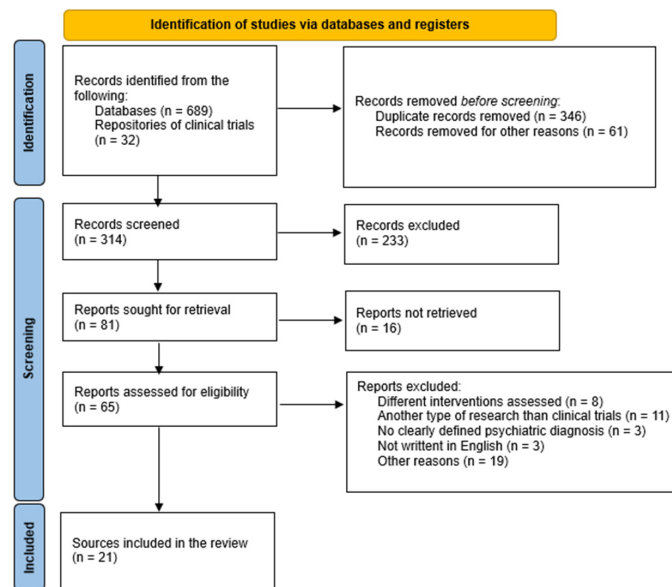 Identification of studies via databases and registers
Identification
Records identified from the
following:
Databases (n = 689)
Repositories of clinical trials
(n = 32)
Records removed before screening:
Duplicate records removed (n = 346)
Records removed for other reasons (n = 61)
Screening
Records screened
(n = 314)
Records excluded
(n = 233)
Reports sought for retrieval
(n = 81)
Reports not retrieved
(n = 16)
Reports assessed for eligibility
(n = 65)
Reports excluded:
Different interventions assessed (n = 8)
Another type of research than clinical trials (n = 11)
No clearly defined psychiatric diagnosis (n = 3)
Not writtent in English (n = 3)
Other reasons (n = 19)
Included
Sources included in the review
(n = 21)